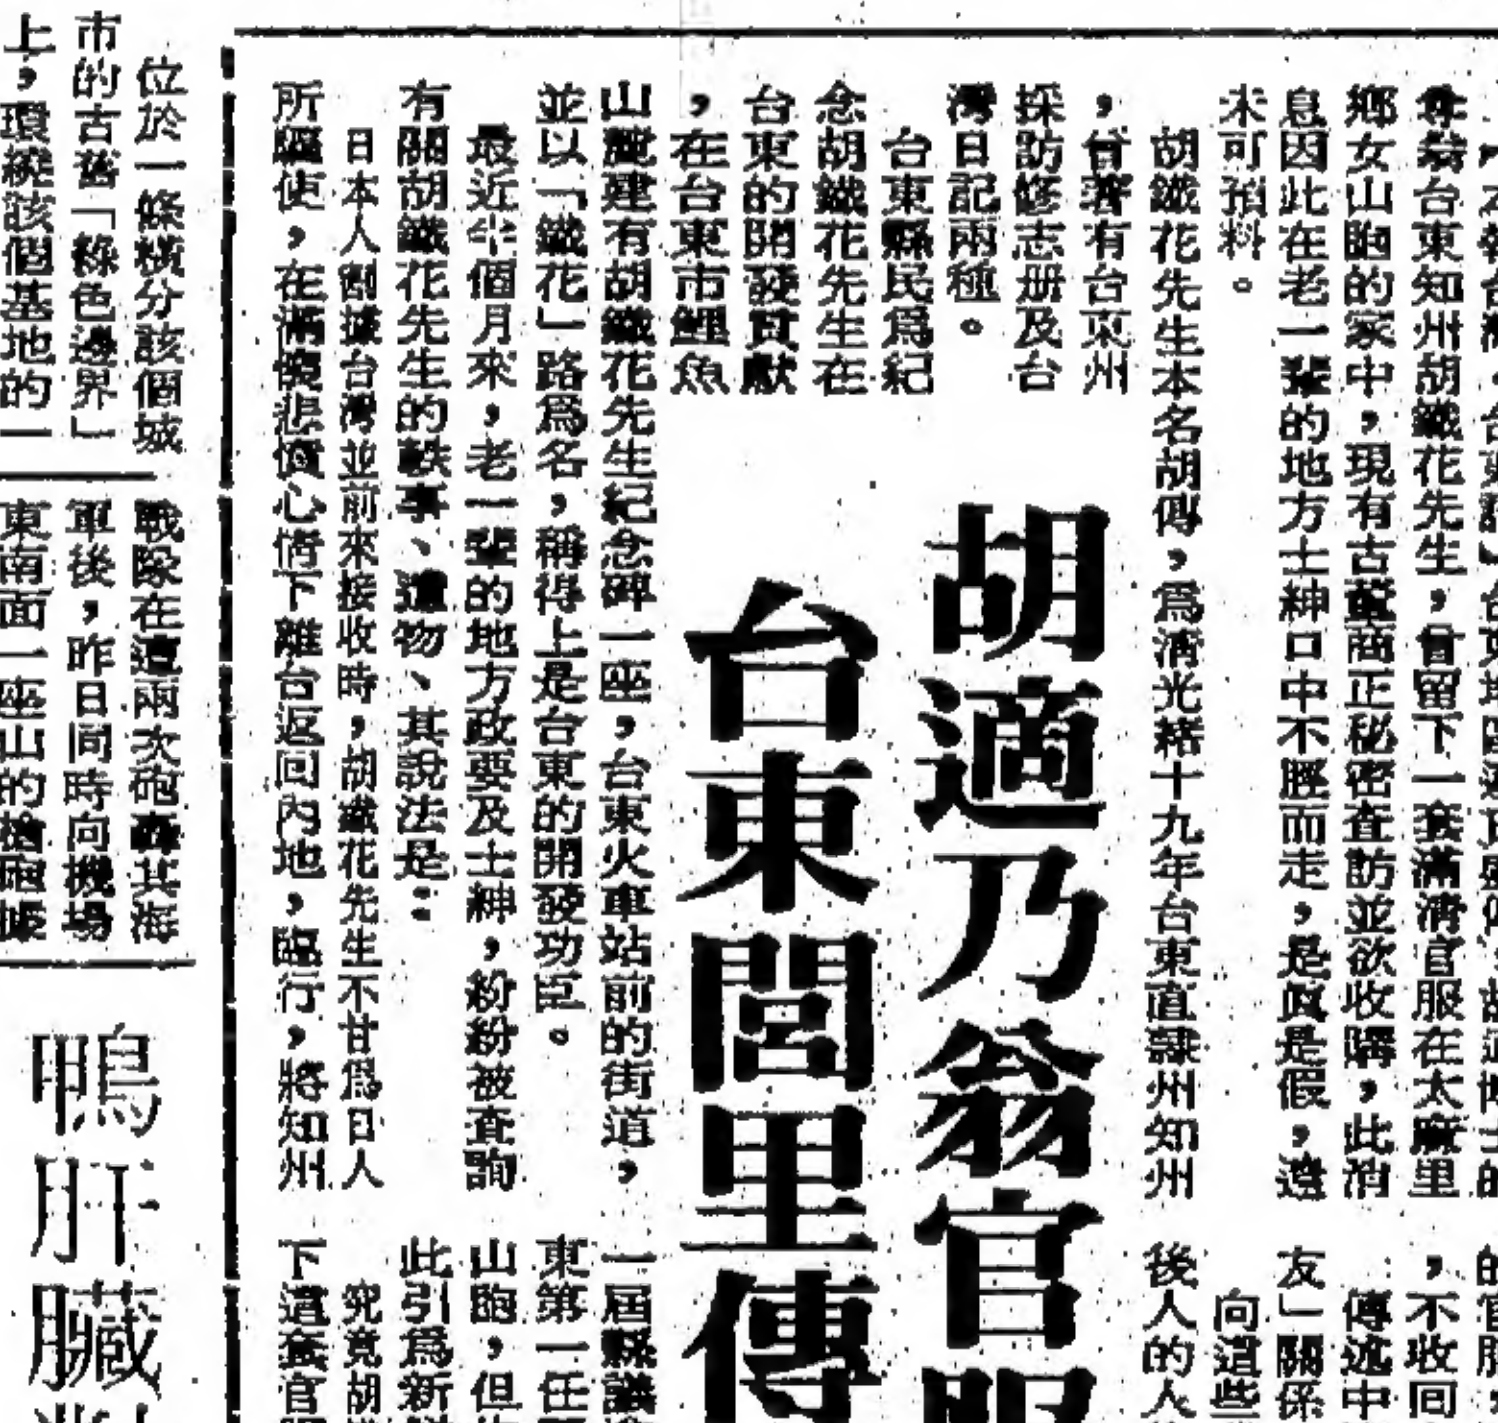 胡適乃翁官服
台東閭里傳
奪裝台東知州胡鐵花先生，曾留下一套滿清官服在太麻里
鄉女山胞的家中，現有古董商正秘密查訪並欲收購，此消
息因此在老一輩的地方士紳口中不脛而走，是眞是假，這
未可預料。
胡鐵花先生本名胡傳，爲清光緒十九年台東直隸州知州
，曾著有台東州
採訪修志册及台
灣日記兩種。
台東縣民爲紀
念胡鐵花先生在
台東的開發貢獻
，在台東市鯉魚
山麓建有胡鐵花先生紀念碑一座，台東火車站前的街道，
並以「鐵花」路爲名，稱得上是台東的開發功臣。
最近半個月來，老一輩的地方政要及士紳，紛紛被查詢
有關胡鐵花先生的軼事、遺物、其說法是：
日本人割據台灣並前來接收時，胡鐵花先生不甘爲日人
所驅使，在滿懷悲憤心情下離台返回內地，臨行，將知州
的官服，
，不收回
傳述中
友」關係
向這些
後人的人
一屆縣議
東第一任
山胞，但
此引爲新
究竟胡
下這套官服
位於一條橫分該個城
市的古舊「綠色邊界」
上，環繞該個基地的一
戰隊在遭兩次砲轟其海
軍後，昨日同時向機場
東南面一座山的槍砲據
鴨肝臟